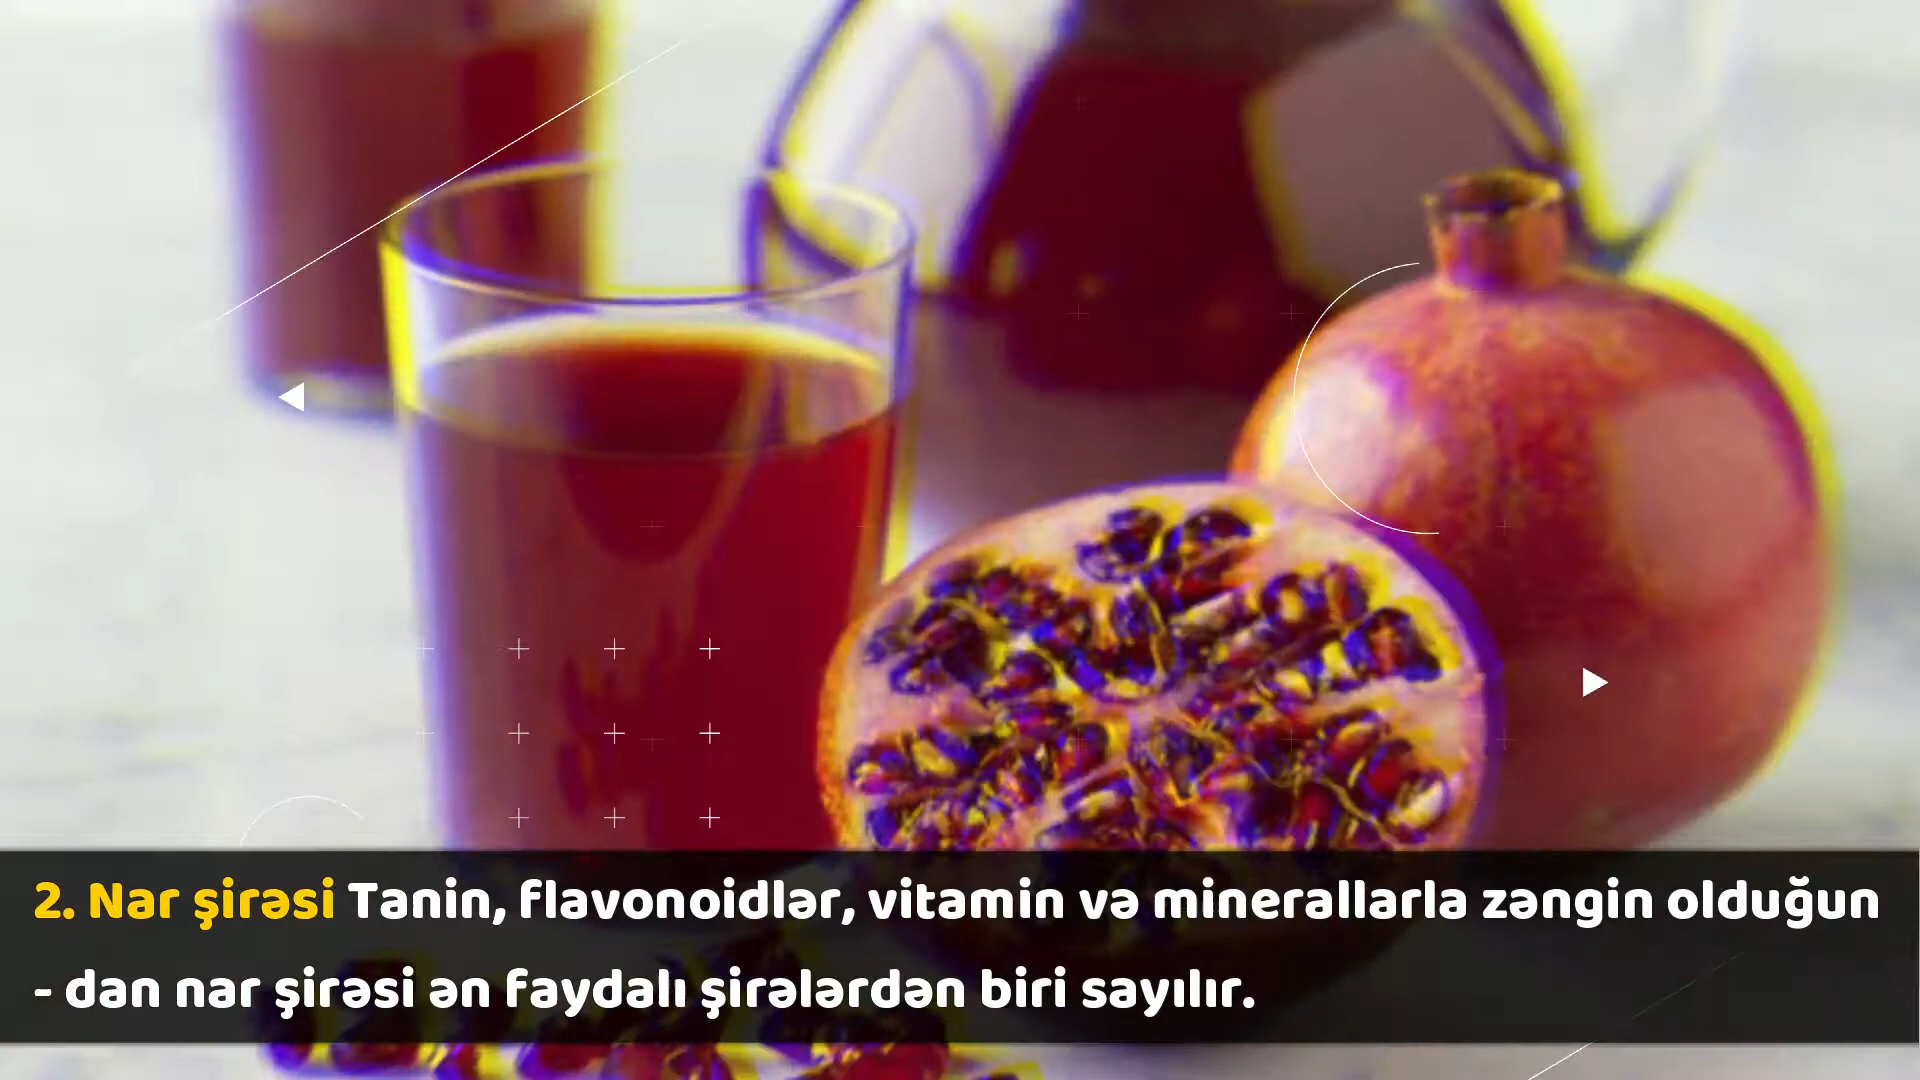 2. Nar şirəsi Tanin, flavonoidlər, vitamin və minerallarla zəngin olduğun
- dan nar şirəsi ən faydalı şirələrdən biri sayılır.